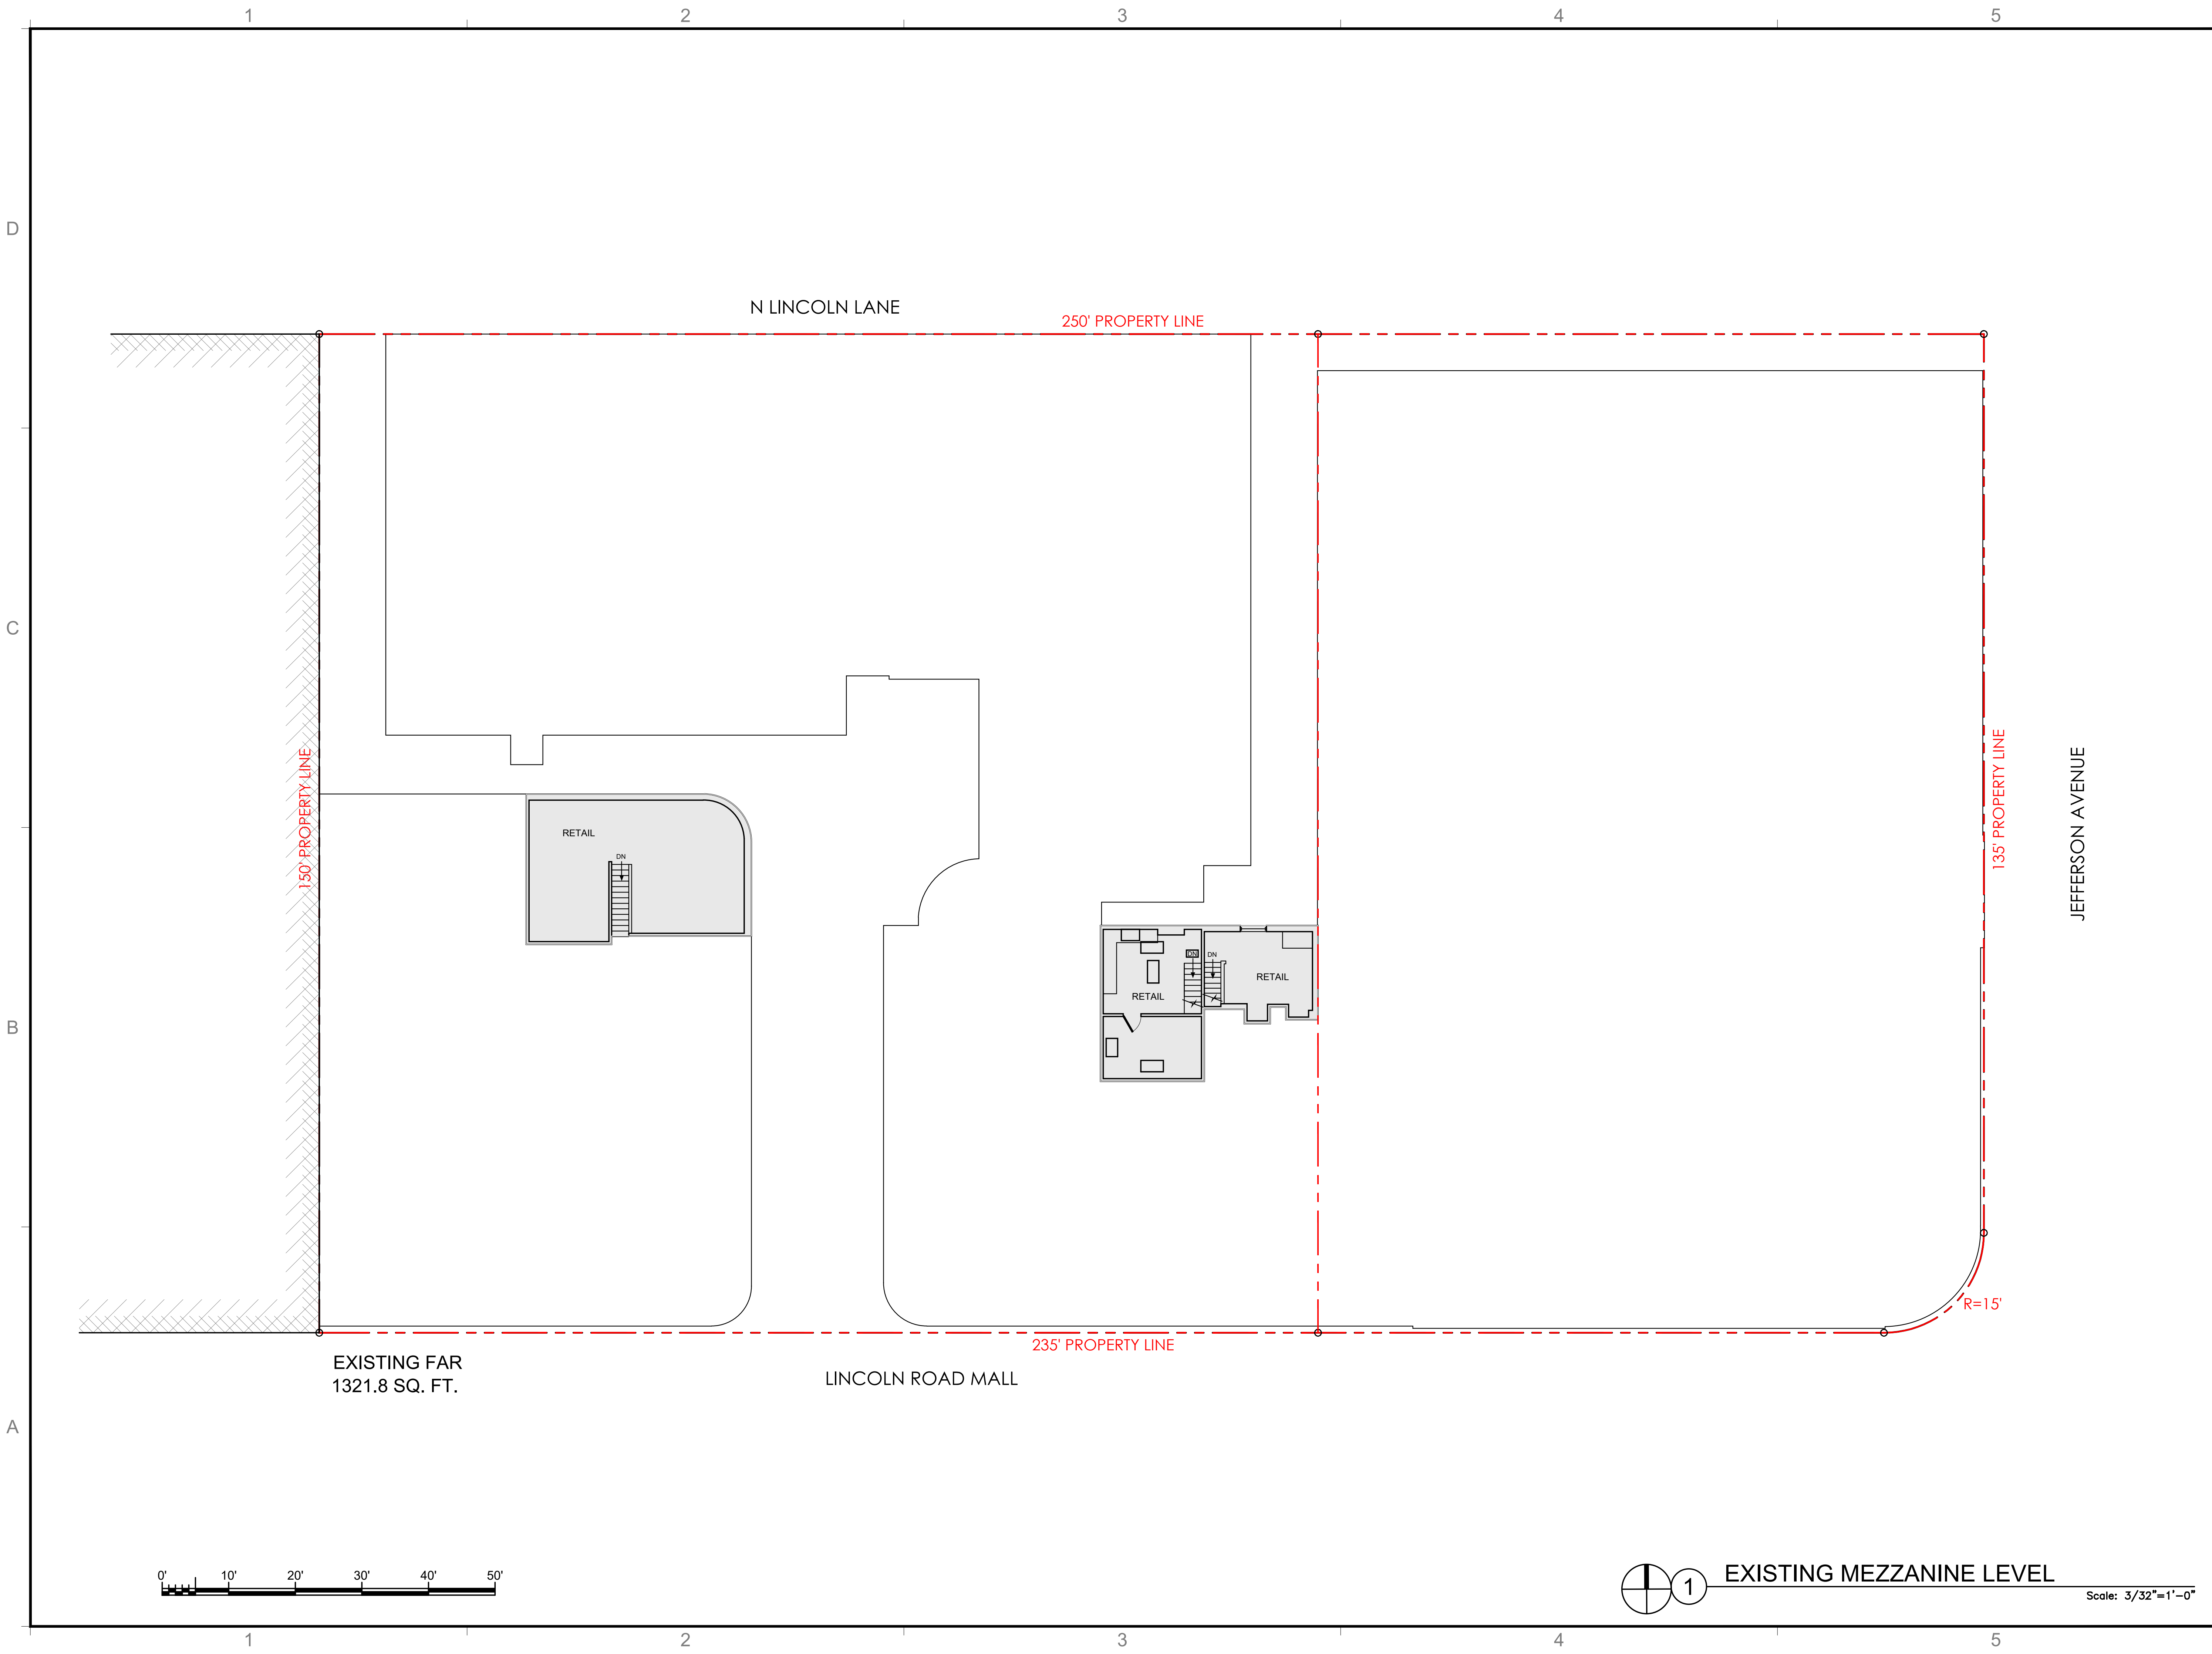 1 2 3 4 5
D
N LINCOLN LANE
250' PROPERTY LINE
C
150' PROPERTY LINE
135' PROPERTY LINE
JEFFERSON AVENUE
RETAIL
DN
DN
DN
RETAIL
RETAIL
B
R=15'
235' PROPERTY LINE
EXISTING FAR
1321.8 SQ. FT.
LINCOLN ROAD MALL
A
0' 10' 20' 30' 40' 50'
1 EXISTING MEZZANINE LEVEL
Scale: 3/32"=1'-0"
1 2 3 4 5